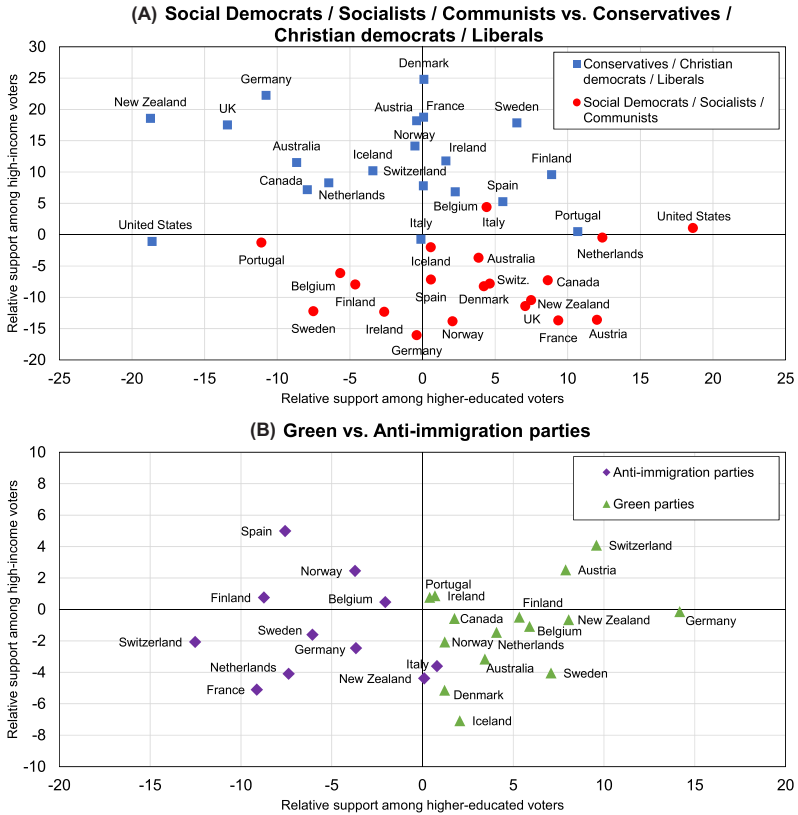 (A) Social Democrats / Socialists / Communists vs. Conservatives /
Christian democrats / Liberals
Relative support among high-income voters
30
25
20
15
10
5
0
-5
-10
-15
-20
Conservatives / Christian
democrats / Liberals
Social Democrats / Socialists /
Communists
Denmark
Germany
New Zealand
UK
Austria
France
Sweden
Norway
Australia
Iceland
Ireland
Switzerland
Finland
Canada
Netherlands
Spain
Belgium
Italy
Italy
Portugal
United States
United States
Portugal
Iceland
Australia
Netherlands
Belgium
Finland
Spain
Switz.
Denmark
Canada
New Zealand
Sweden
Ireland
Norway
UK
France
Austria
Germany
-25
-20
-15
-10
-5
0
5
10
15
20
25
Relative support among higher-educated voters
(B) Green vs. Anti-immigration parties
Relative support among high-income voters
10
8
6
4
2
0
-2
-4
-6
-8
-10
Anti-immigration parties
Green parties
Spain
Switzerland
Norway
Austria
Portugal
Finland
Belgium
Ireland
Finland
Canada
New Zealand
Germany
Sweden
Belgium
Switzerland
Germany
Norway
Netherlands
Netherlands
Italy
Australia
Sweden
New Zealand
France
Denmark
Iceland
-20
-15
-10
-5
0
5
10
15
20
Relative support among higher-educated voters